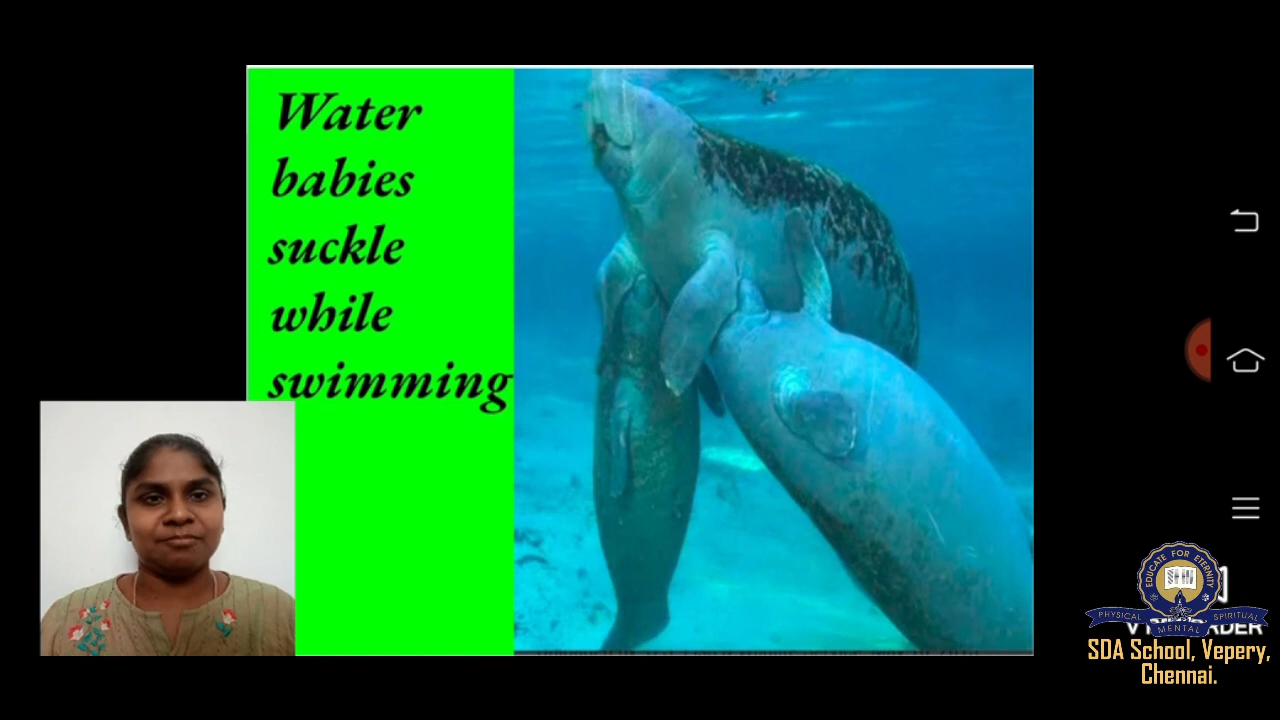 Water
babies
suckle
while
swimming
EDUCATE FOR ETERNITY
PHYSICAL MENTAL SPIRITUAL
SDA School, Vepery,
Chennai.